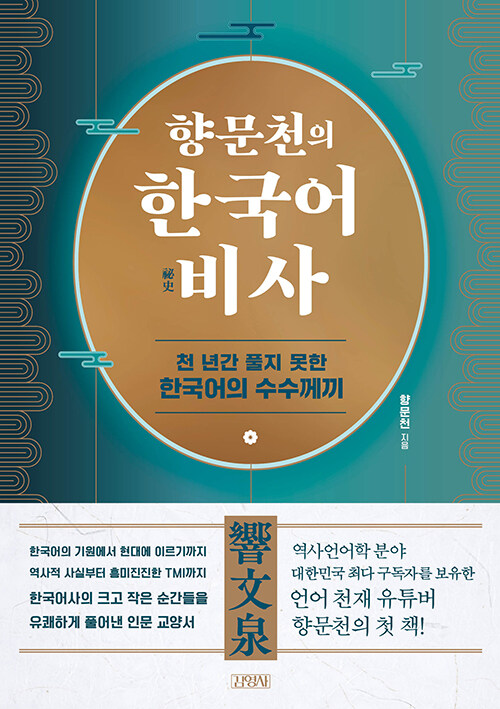 향문천의
한국어
祕史 비사
천 년간 풀지 못한
한국어의 수수께끼
향문천 지음
한국어의 기원에서 현대에 이르기까지
역사적 사실부터 흥미진진한 TMI까지
한국어사의 크고 작은 순간들을
유쾌하게 풀어낸 인문 교양서
響文泉
역사언어학 분야
대한민국 최다 구독자를 보유한
언어 천재 유튜버
향문천의 첫 책!
김영사